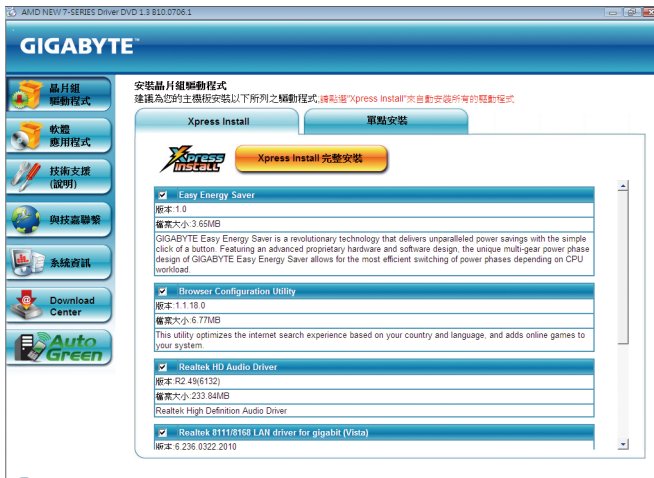 AMD NEW 7-SERIES Driver DVD 1.3 B10.0706.1
GIGABYTE™
晶片組
驅動程式
軟體
應用程式
技術支援
(說明)
與技嘉聯繫
系統資訊
Download
Center
Auto
Green
安裝晶片組驅動程式
建議為您的主機板安裝以下所列之驅動程式;請點選"Xpress Install"來自動安裝所有的驅動程式
Xpress Install
單點安裝
Xpress
INSTALL
Xpress Install 完整安裝
Easy Energy Saver
版本:1.0
檔案大小:3.65MB
GIGABYTE Easy Energy Saver is a revolutionary technology that delivers unparalleled power savings with the simple
click of a button. Featuring an advanced proprietary hardware and software design, the unique multi-gear power phase
design of GIGABYTE Easy Energy Saver allows for the most efficient switching of power phases depending on CPU
workload.
Browser Configuration Utility
版本:1.1.18.0
檔案大小:6.77MB
This utility optimizes the internet search experience based on your country and language, and adds online games to
your system.
Realtek HD Audio Driver
版本:R2.49(6132)
檔案大小:233.84MB
Realtek High Definition Audio Driver
Realtek 8111/8168 LAN driver for gigabit (Vista)
版本:6.236.0322.2010